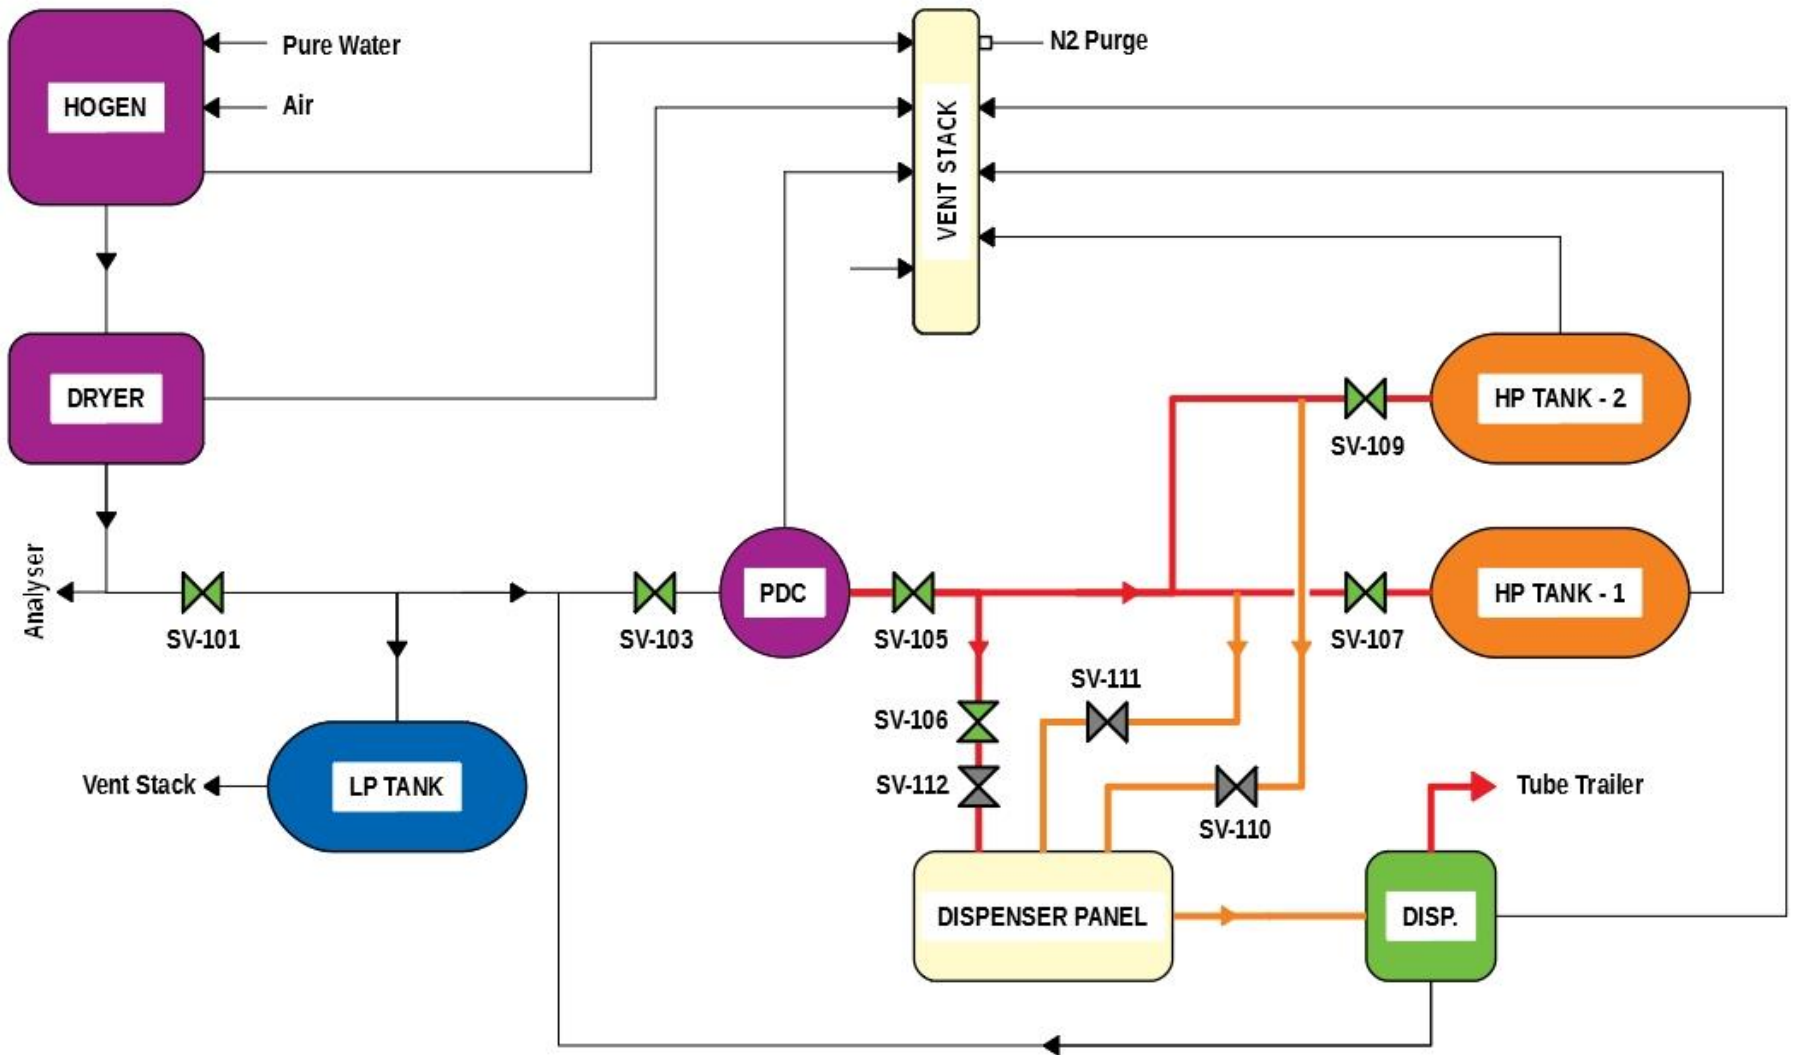 Pure Water
N2 Purge
HOGEN
Air
VENT STACK
DRYER
HP TANK - 2
SV-109
Analyser
PDC
HP TANK - 1
SV-101
SV-103
SV-105
SV-107
SV-111
SV-106
Vent Stack
LP TANK
SV-112
Tube Trailer
SV-110
DISPENSER PANEL
DISP.